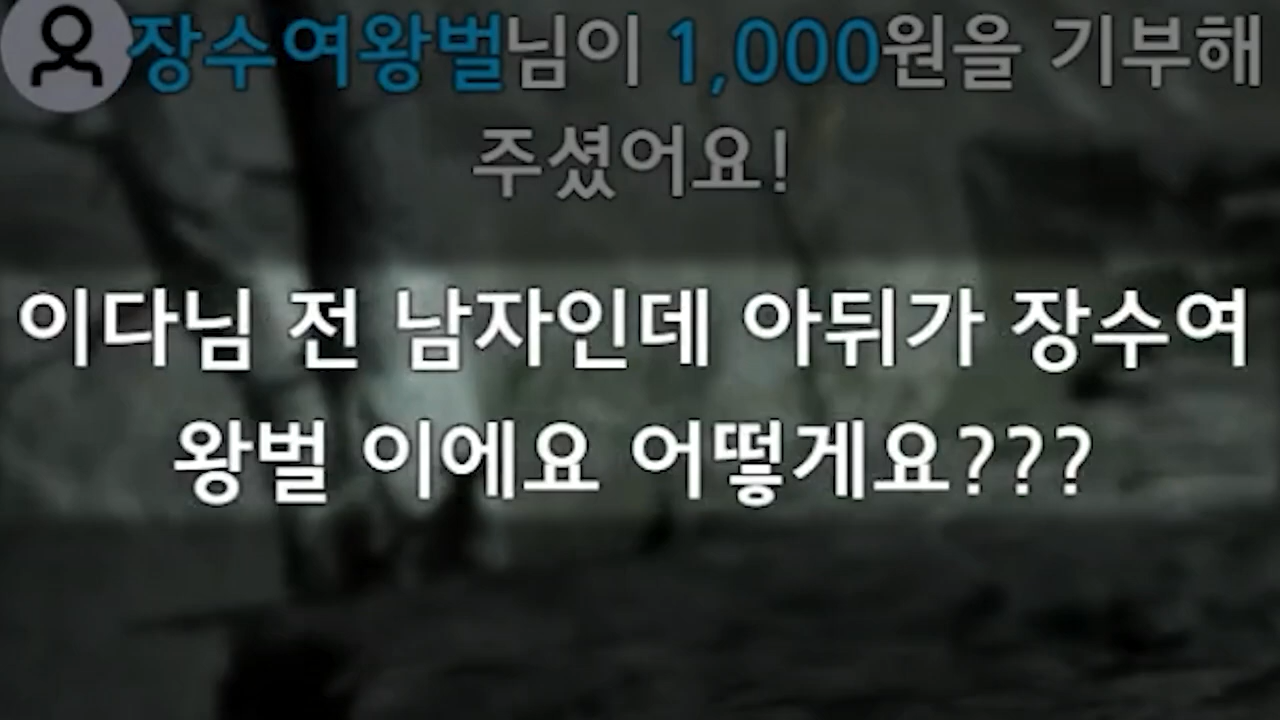 장수여왕벌님이 1,000원을 기부해
주셨어요!
이다님 전 남자인데 아뒤가 장수여
왕벌 이에요 어떻게요???